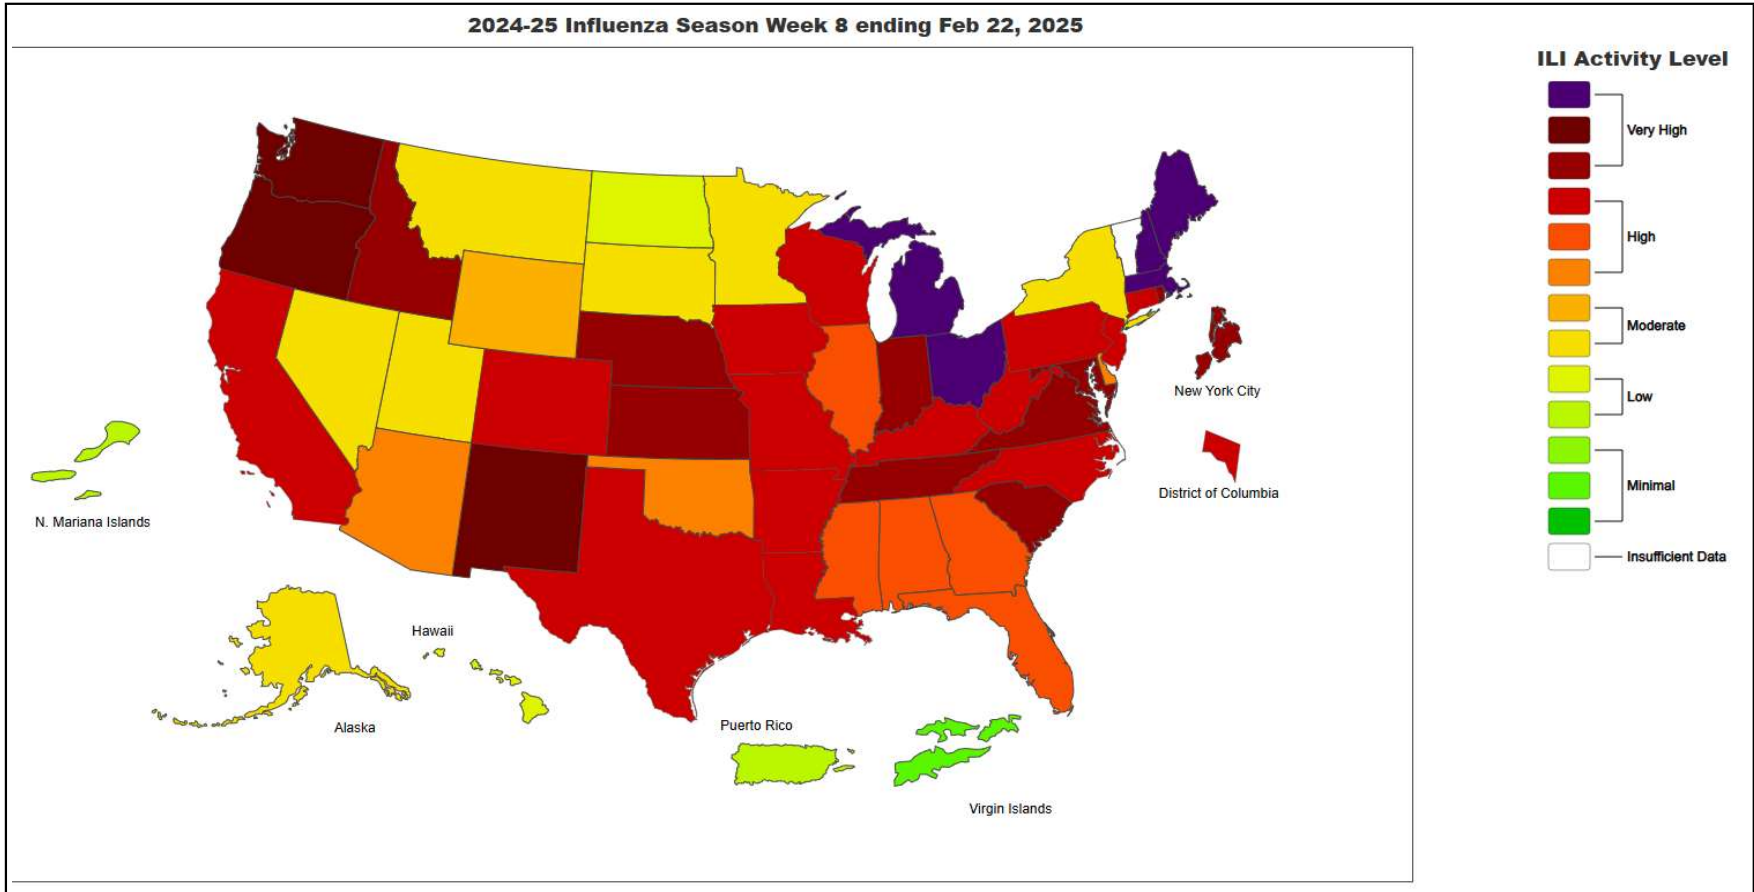 2024-25 Influenza Season Week 8 ending Feb 22, 2025
ILI Activity Level
Very High
High
Moderate
Low
Minimal
Insufficient Data
New York City
District of Columbia
N. Mariana Islands
Hawaii
Alaska
Puerto Rico
Virgin Islands